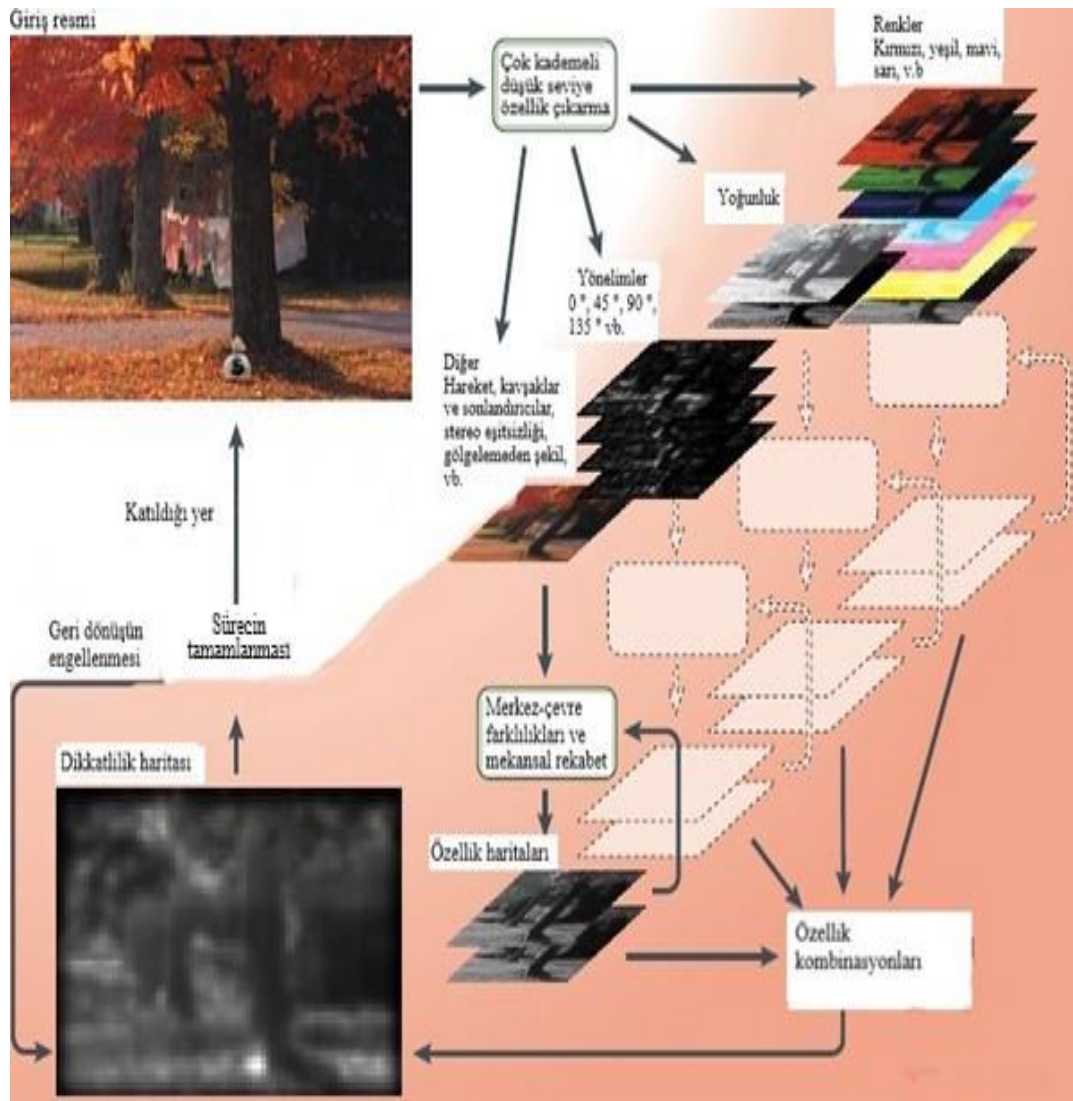 Giriş resmi
Çok kademeli
düşük seviye
özellik çıkarma
Renkler
Kırmızı, yeşil, mavi,
sarı, v.b
Yoğunluk
Yönelimler
0 °, 45 °, 90 °,
135 ° vb.
Diğer
Hareket, kavşaklar
ve sonlandırıcılar,
stereo eşitsizliği,
gölgelemeden şekil,
vb.
$
Katıldığı yer
Geri dönüşün
engellenmesi
Sürecin
tamamlanması
Merkez-çevre
farklılıkları ve
mekansal rekabet
Dikkatlilik haritası
Özellik haritaları
Özellik
kombinasyonları